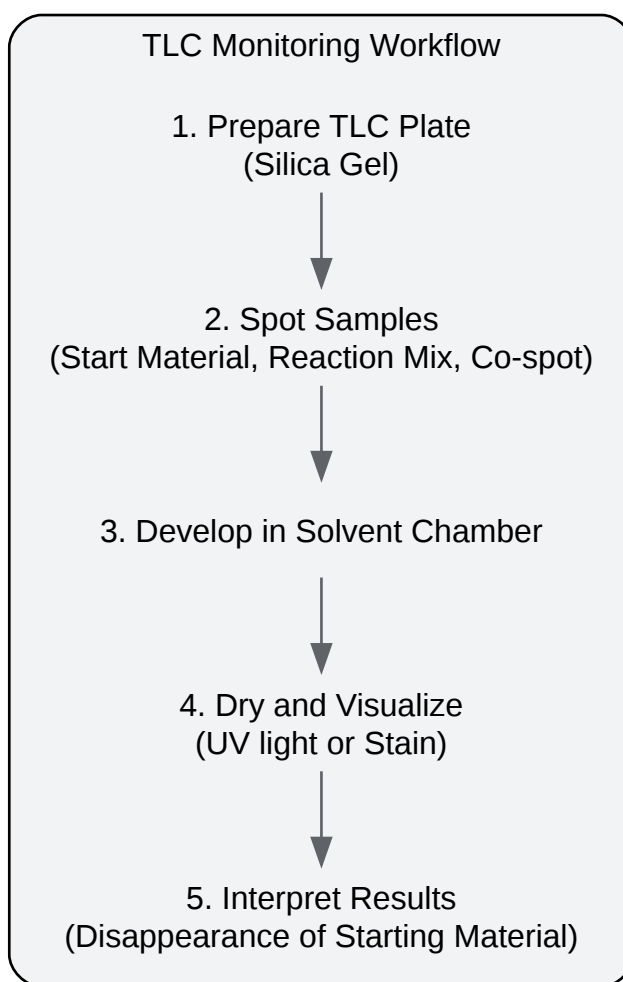 TLC Monitoring Workflow
1. Prepare TLC Plate
(Silica Gel)
2. Spot Samples
(Start Material, Reaction Mix, Co-spot)
3. Develop in Solvent Chamber
4. Dry and Visualize
(UV light or Stain)
5. Interpret Results
(Disappearance of Starting Material)